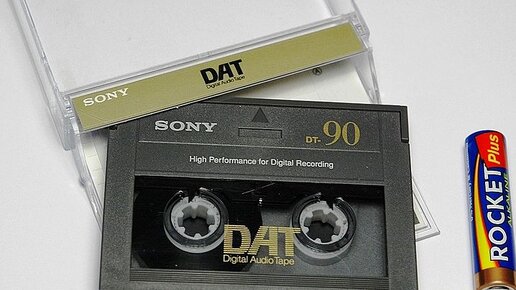 SONY
DAT
Digital Audio Tape
SONY
DT-90
High Performance for Digital Recording
DAT
Digital Audio Tape
ROCKET Plus
ALKALINE